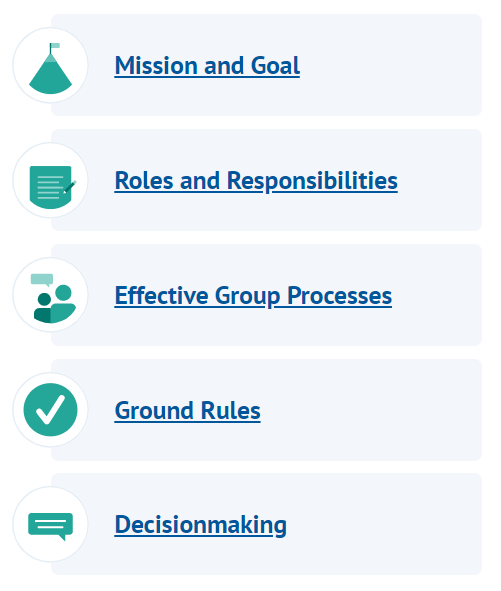 Mission and Goal
Roles and Responsibilities
Effective Group Processes
Ground Rules
Decisionmaking